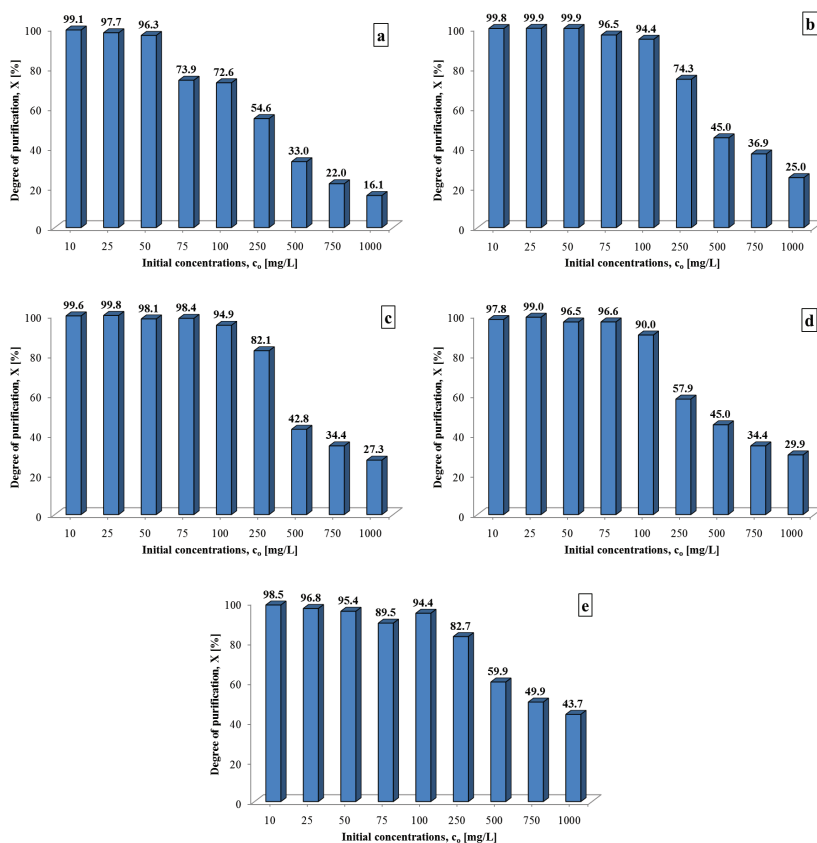 99.1 97.7 96.3 73.9 72.6 54.6 33.0 22.0 16.1
a
Degree of purification, X [%]
100
80
60
40
20
0
10 25 50 75 100 250 500 750 1000
Initial concentrations, co [mg/L]
99.8 99.9 99.9 96.5 94.4 74.3 45.0 36.9 25.0
b
Degree of purification, X [%]
100
80
60
40
20
0
10 25 50 75 100 250 500 750 1000
Initial concentrations, co [mg/L]
99.6 99.8 98.1 98.4 94.9 82.1 42.8 34.4 27.3
c
Degree of purification, X [%]
100
80
60
40
20
0
10 25 50 75 100 250 500 750 1000
Initial concentrations, co [mg/L]
97.8 99.0 96.5 96.6 90.0 57.9 45.0 34.4 29.9
d
Degree of purification, X [%]
100
80
60
40
20
0
10 25 50 75 100 250 500 750 1000
Initial concentrations, co [mg/L]
98.5 96.8 95.4 89.5 94.4 82.7 59.9 49.9 43.7
e
Degree of purification, X [%]
100
80
60
40
20
0
10 25 50 75 100 250 500 750 1000
Initial concentrations, co [mg/L]